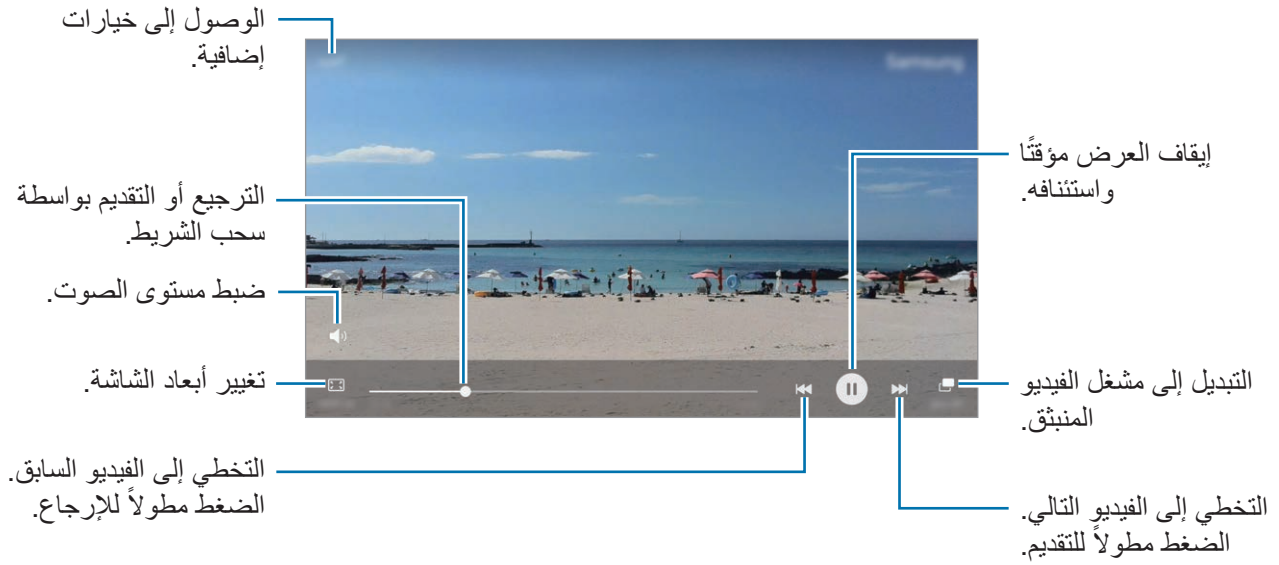 الوصول إلى خيارات
إضافية.
إيقاف العرض مؤقتًا
واستئنافه.
الترجيع أو التقديم بواسطة
سحب الشريط.
ضبط مستوى الصوت.
تغيير أبعاد الشاشة.
التبديل إلى مشغل الفيديو
المنبثق.
التخطي إلى الفيديو السابق.
الضغط مطولاً للإرجاع.
التخطي إلى الفيديو التالي.
الضغط مطولاً للتقديم.